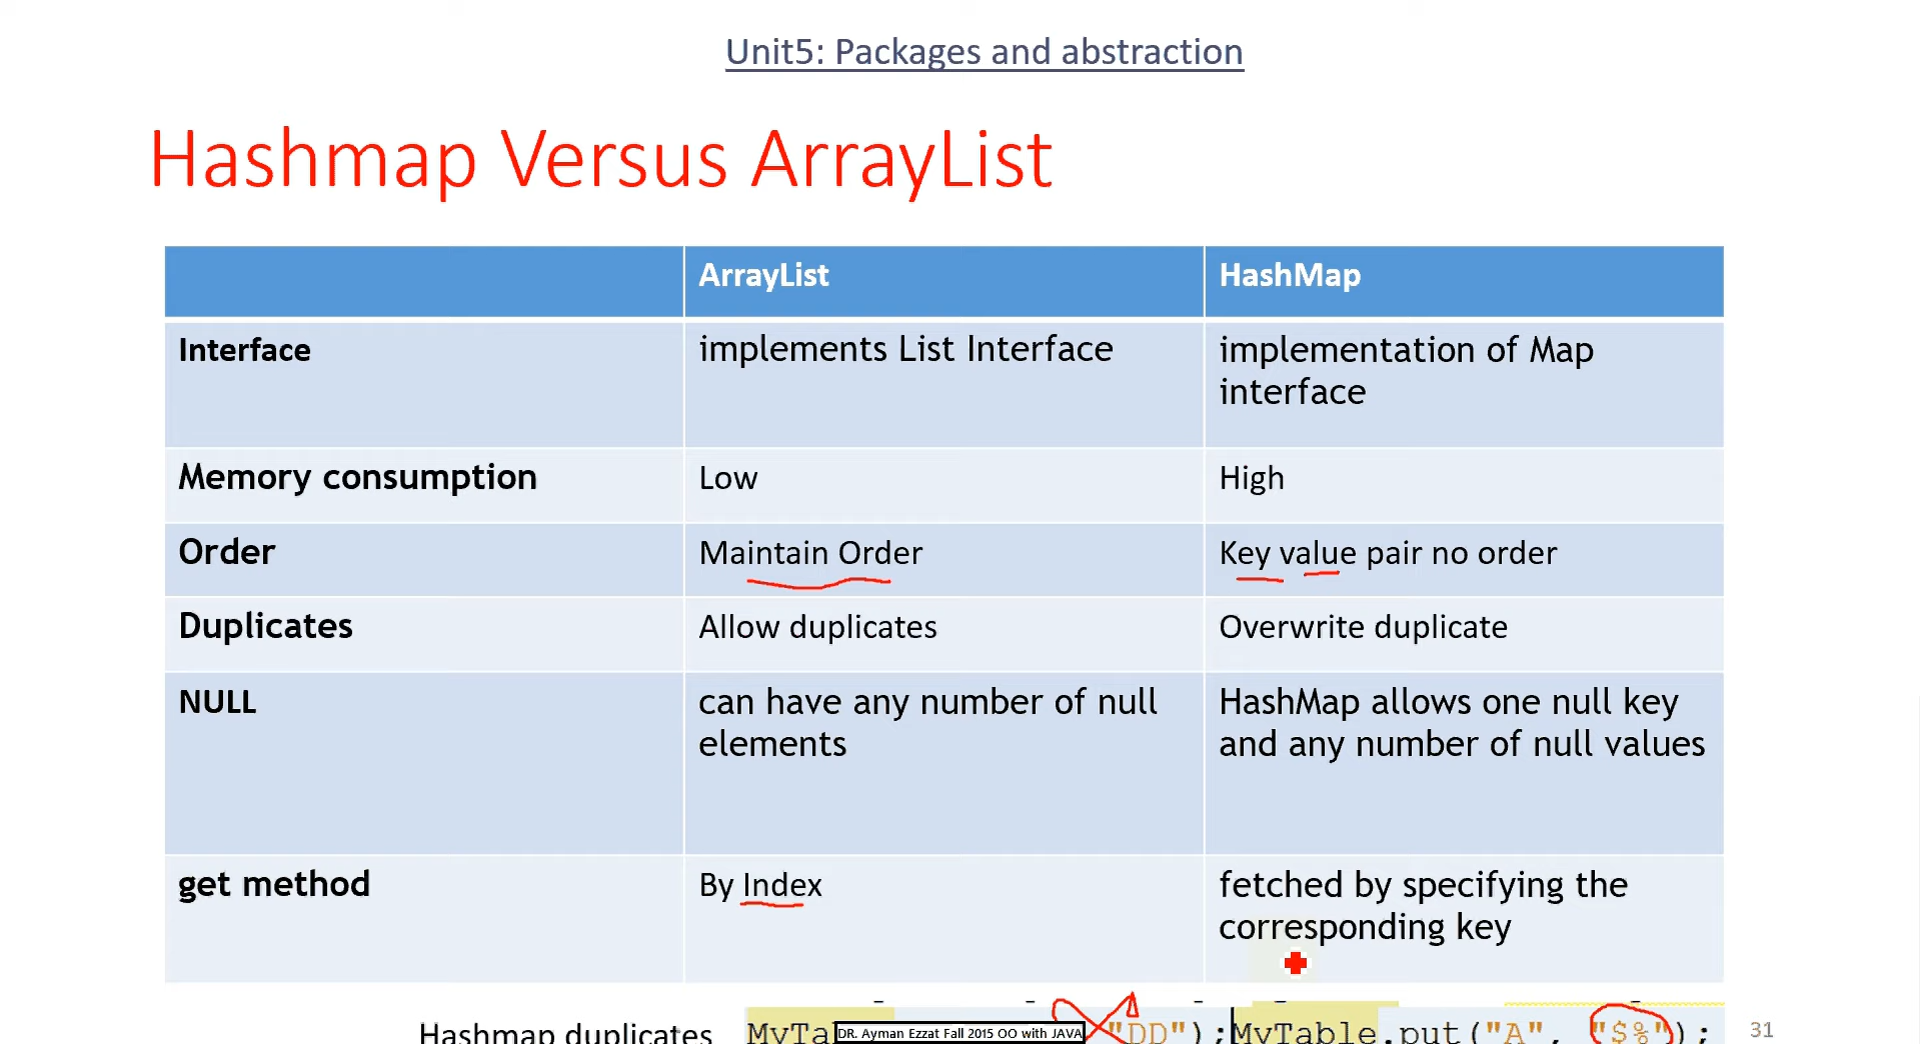 Unit5: Packages and abstraction
Hashmap Versus ArrayList
ArrayList HashMap
Interface implements List Interface implementation of Map
interface
Memory consumption Low High
Order Maintain Order Key value pair no order
Duplicates Allow duplicates Overwrite duplicate
NULL can have any number of null HashMap allows one null key
elements and any number of null values
get method By Index fetched by specifying the
corresponding key
Hashmap duplicates MyTa "DD");MyTable.put("A", "$%");
DR. Ayman Ezzat Fall 2015 OO with JAVA
31